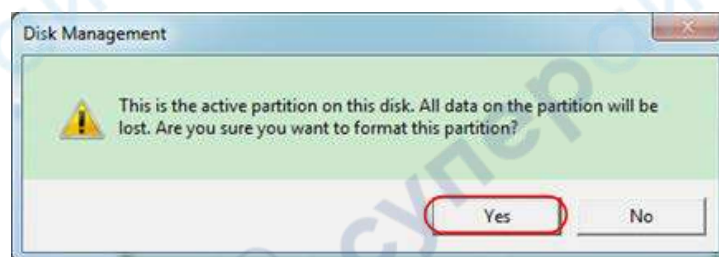 Disk Management
This is the active partition on this disk. All data on the partition will be
lost. Are you sure you want to format this partition?
Yes
No
супер